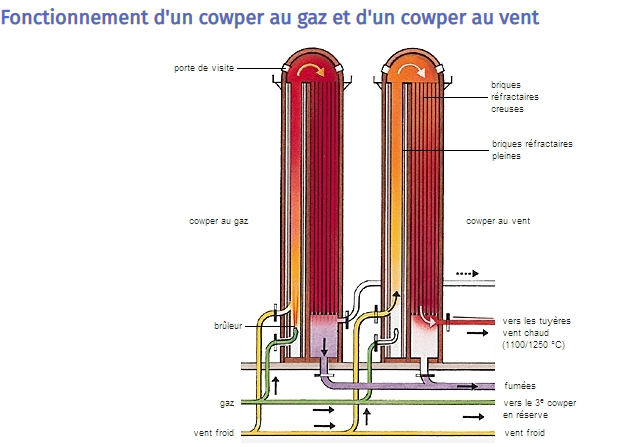 Fonctionnement d'un cowper au gaz et d'un cowper au vent
porte de visite
briques
réfractaires
creuses
briques réfractaires
pleines
cowper au gaz
cowper au vent
brûleur
vers les tuyères
vent chaud
(1100/1250 °C)
fumées
gaz
vers le 3e cowper
en réserve
vent froid
vent froid